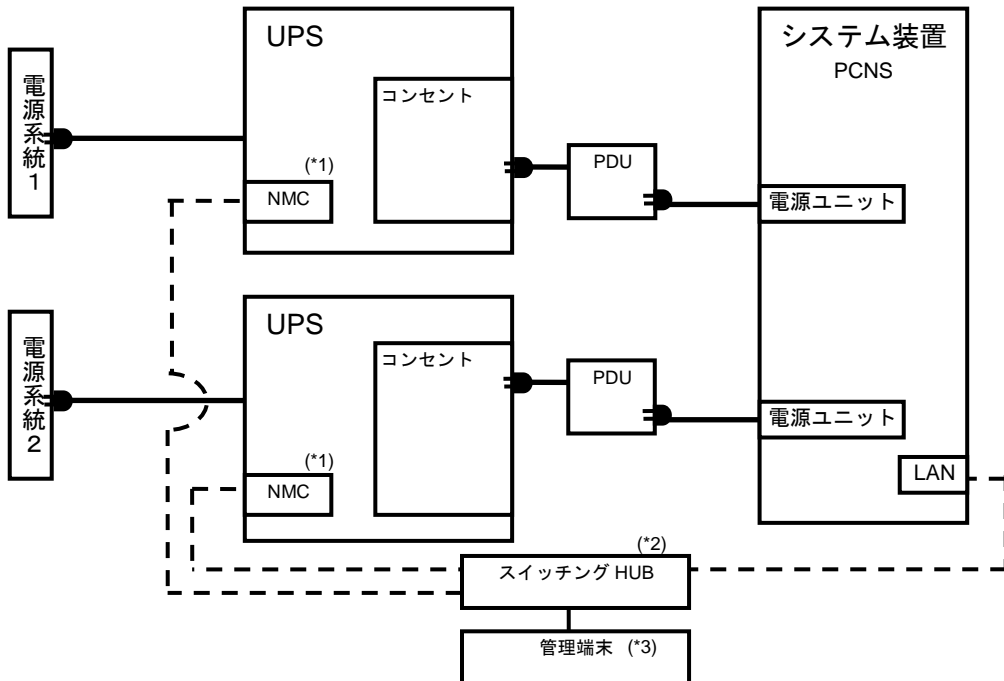 電源系統1
UPS
コンセント
(*1)
NMC
PDU
システム装置
PCNS
電源ユニット
電源系統2
UPS
コンセント
(*1)
NMC
PDU
電源ユニット
LAN
(*2)
スイッチング HUB
管理端末 (*3)